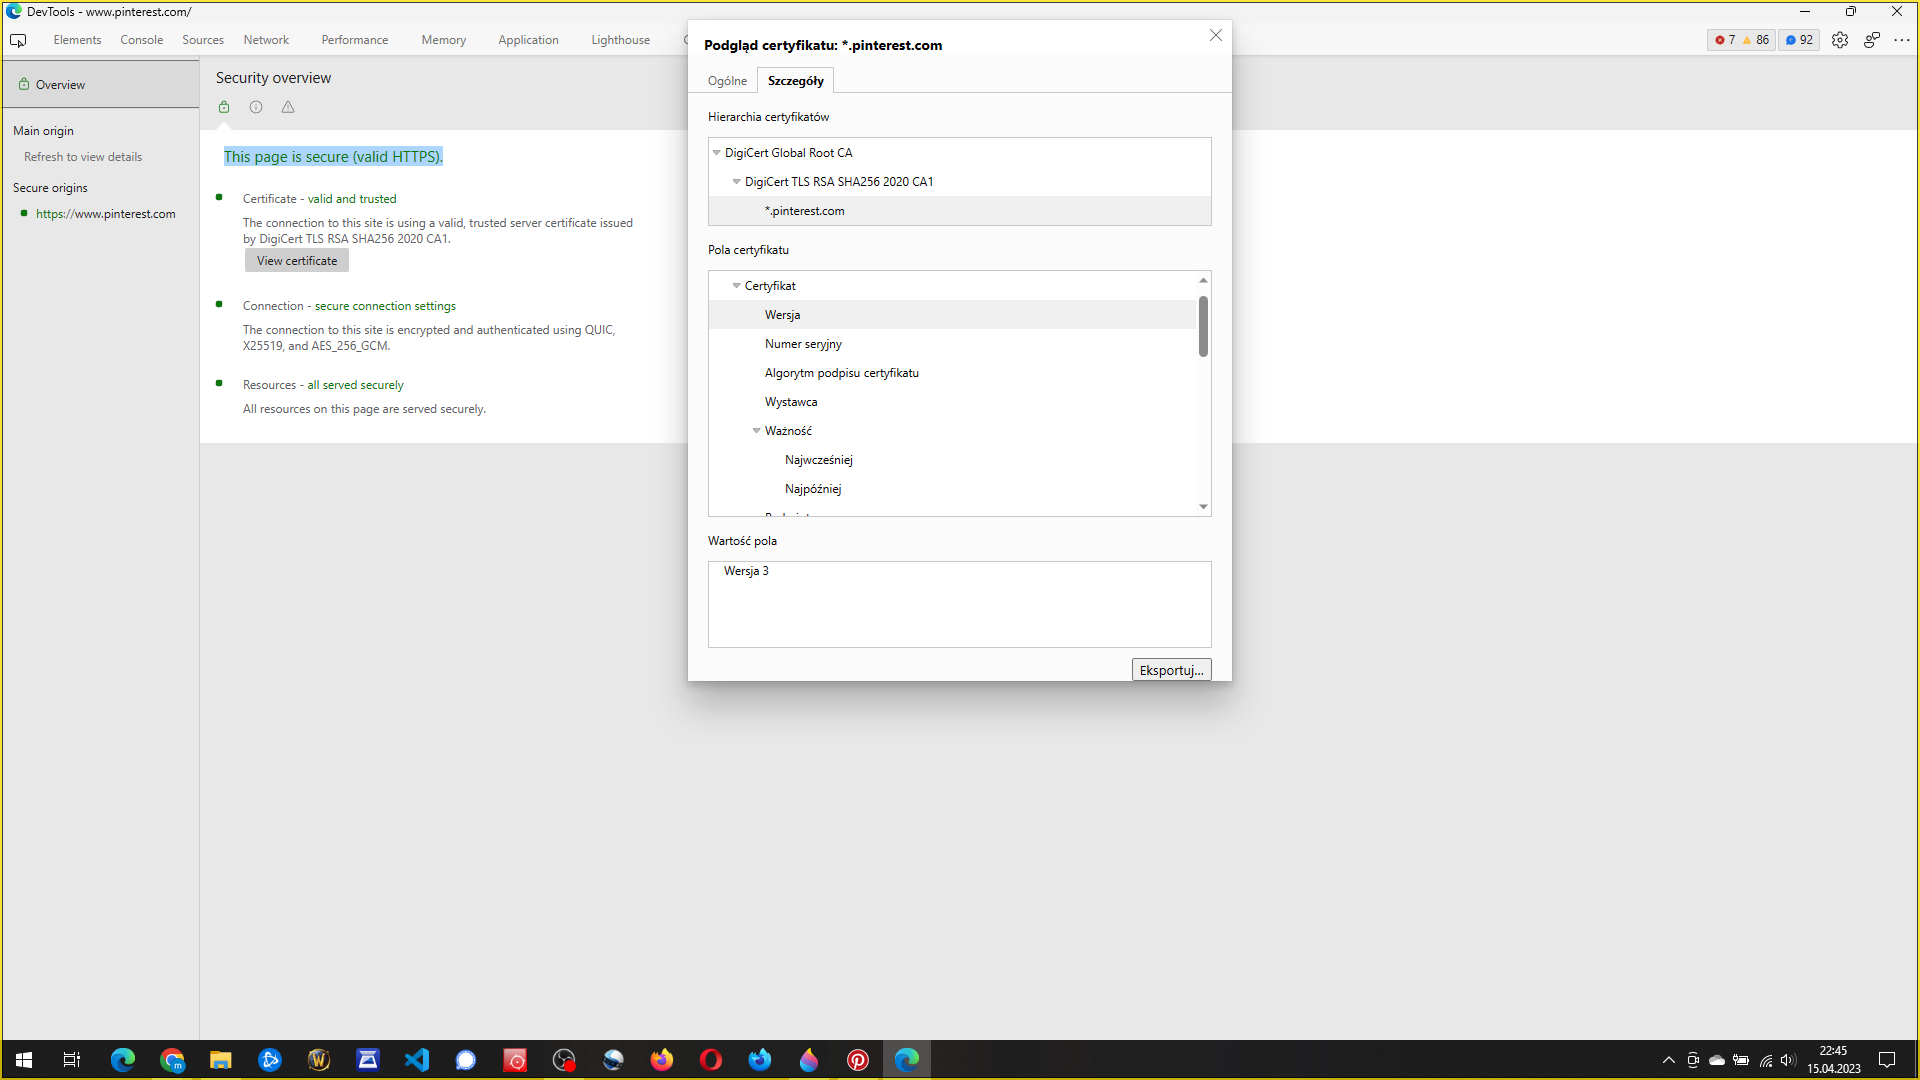 DevTools - www.pinterest.com/
Elements Console Sources Network Performance Memory Application Lighthouse
7 86 92
Overview
Main origin
Refresh to view details
Secure origins
https://www.pinterest.com
Security overview
This page is secure (valid HTTPS).
Certificate - valid and trusted
The connection to this site is using a valid, trusted server certificate issued
by DigiCert TLS RSA SHA256 2020 CA1.
View certificate
Connection - secure connection settings
The connection to this site is encrypted and authenticated using QUIC,
X25519, and AES_256_GCM.
Resources - all served securely
All resources on this page are served securely.
Podgląd certyfikatu: *.pinterest.com
Ogólne Szczegóły
Hierarchia certyfikatów
DigiCert Global Root CA
DigiCert TLS RSA SHA256 2020 CA1
*.pinterest.com
Pola certyfikatu
Certyfikat
Wersja
Numer seryjny
Algorytm podpisu certyfikatu
Wystawca
Ważność
Najwcześniej
Najpóźniej
Wartość pola
Wersja 3
Eksportuj...
22:45
15.04.2023